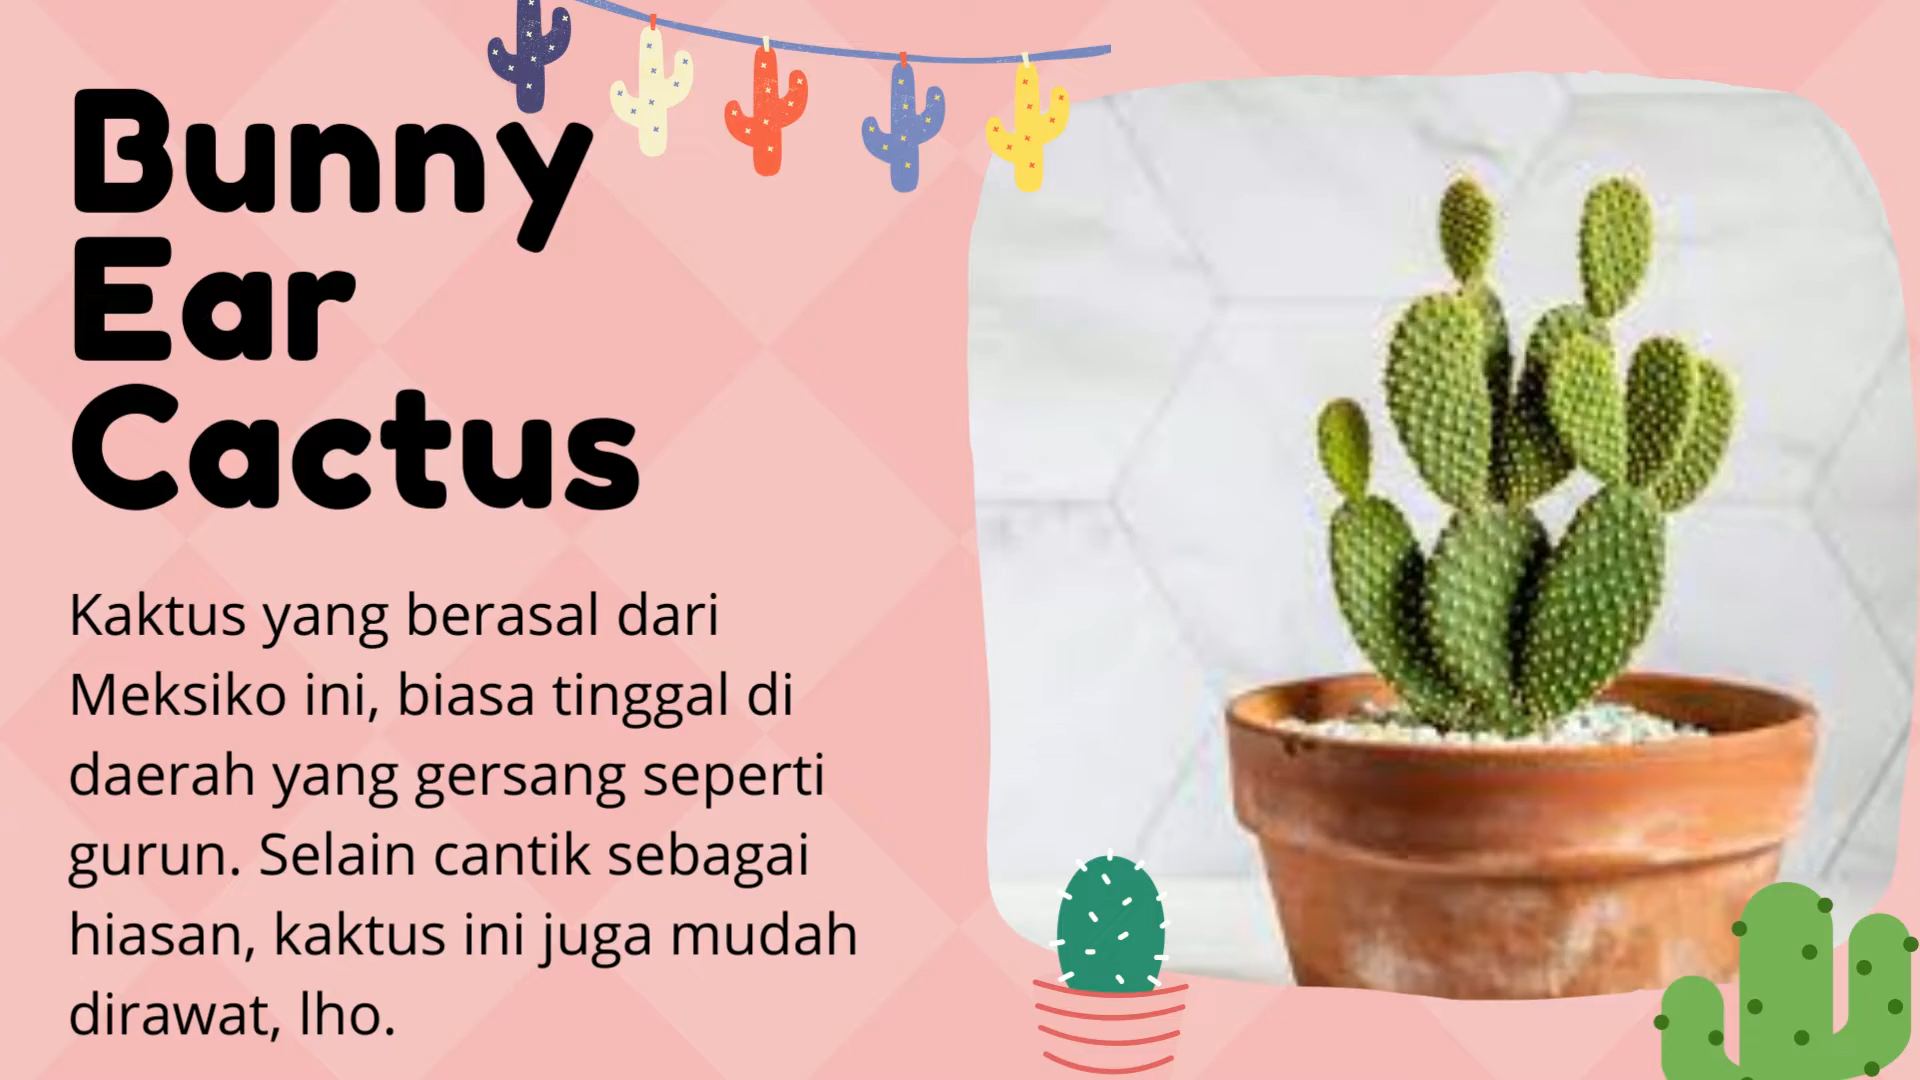 Bunny
Ear
Cactus
Kaktus yang berasal dari
Meksiko ini, biasa tinggal di
daerah yang gersang seperti
gurun. Selain cantik sebagai
hiasan, kaktus ini juga mudah
dirawat, lho.